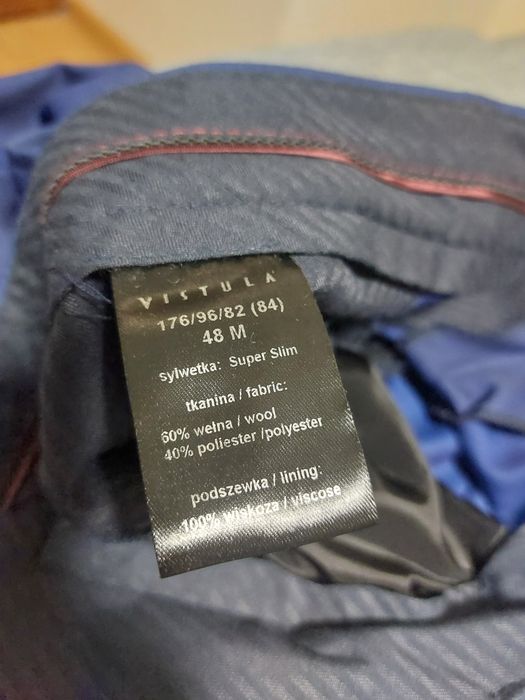 VISTULA
176/96/82 (84)
48 M
sylwetka: Super Slim
tkanina / fabric:
60% wełna / wool
40% poliester /polyester
podszewka / lining:
100% wiskoza / viscose